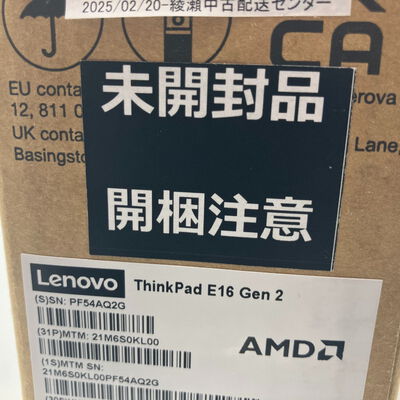 2025/02/20-綾瀬中古配送センター
CA
EU conta
erova
12, 811 0
UK conta
Lane,
Basingsto
未開封品
開梱注意
Lenovo
ThinkPad E16 Gen 2
(S)SN: PF54AQ2G
(31P)MTM: 21M6S0KL00
AMD
(1S)MTM SN:
21M6S0KL00PF54AQ2G